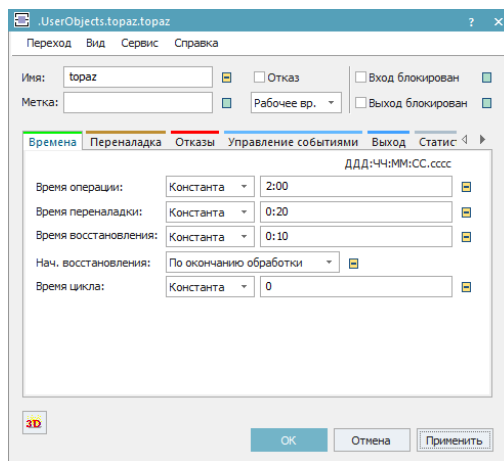 .UserObjects.topaz.topaz ? ×
Переход Вид Сервис Справка
Имя: topaz Отказ Вход блокирован
Метка: Рабочее вр. Выход блокирован
Времена Переналадка Отказы Управление событиями Выход Статис
ДДД:ЧЧ:ММ:СС.сссс
Время операции: Константа 2:00
Время переналадки: Константа 0:20
Время восстановления: Константа 0:10
Нач. восстановления: По окончанию обработки
Время цикла: Константа 0
3D
OK Отмена Применить